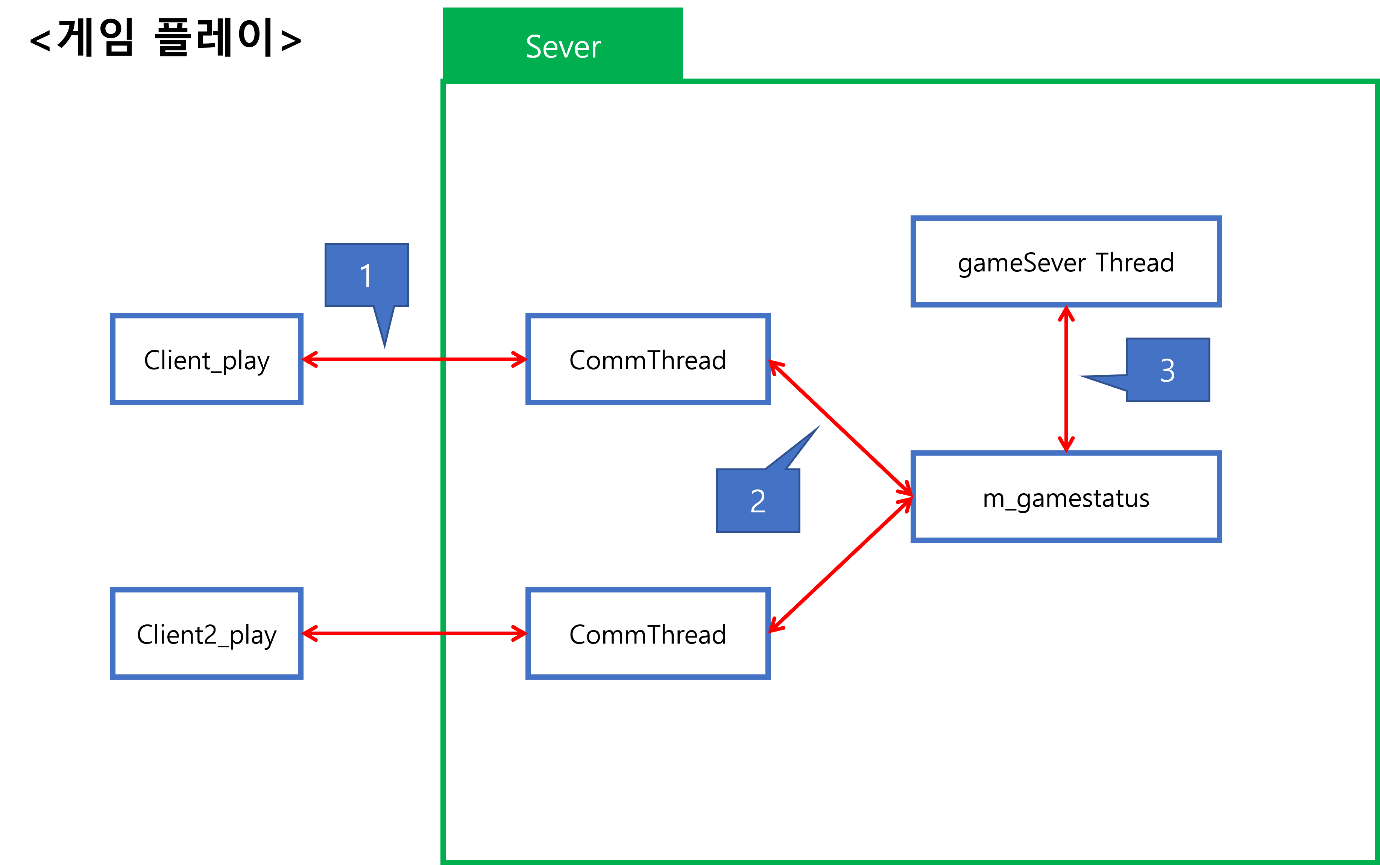 <게임 플레이>
Sever
1
gameSever Thread
Client_play
CommThread
3
2
m_gamestatus
Client2_play
CommThread